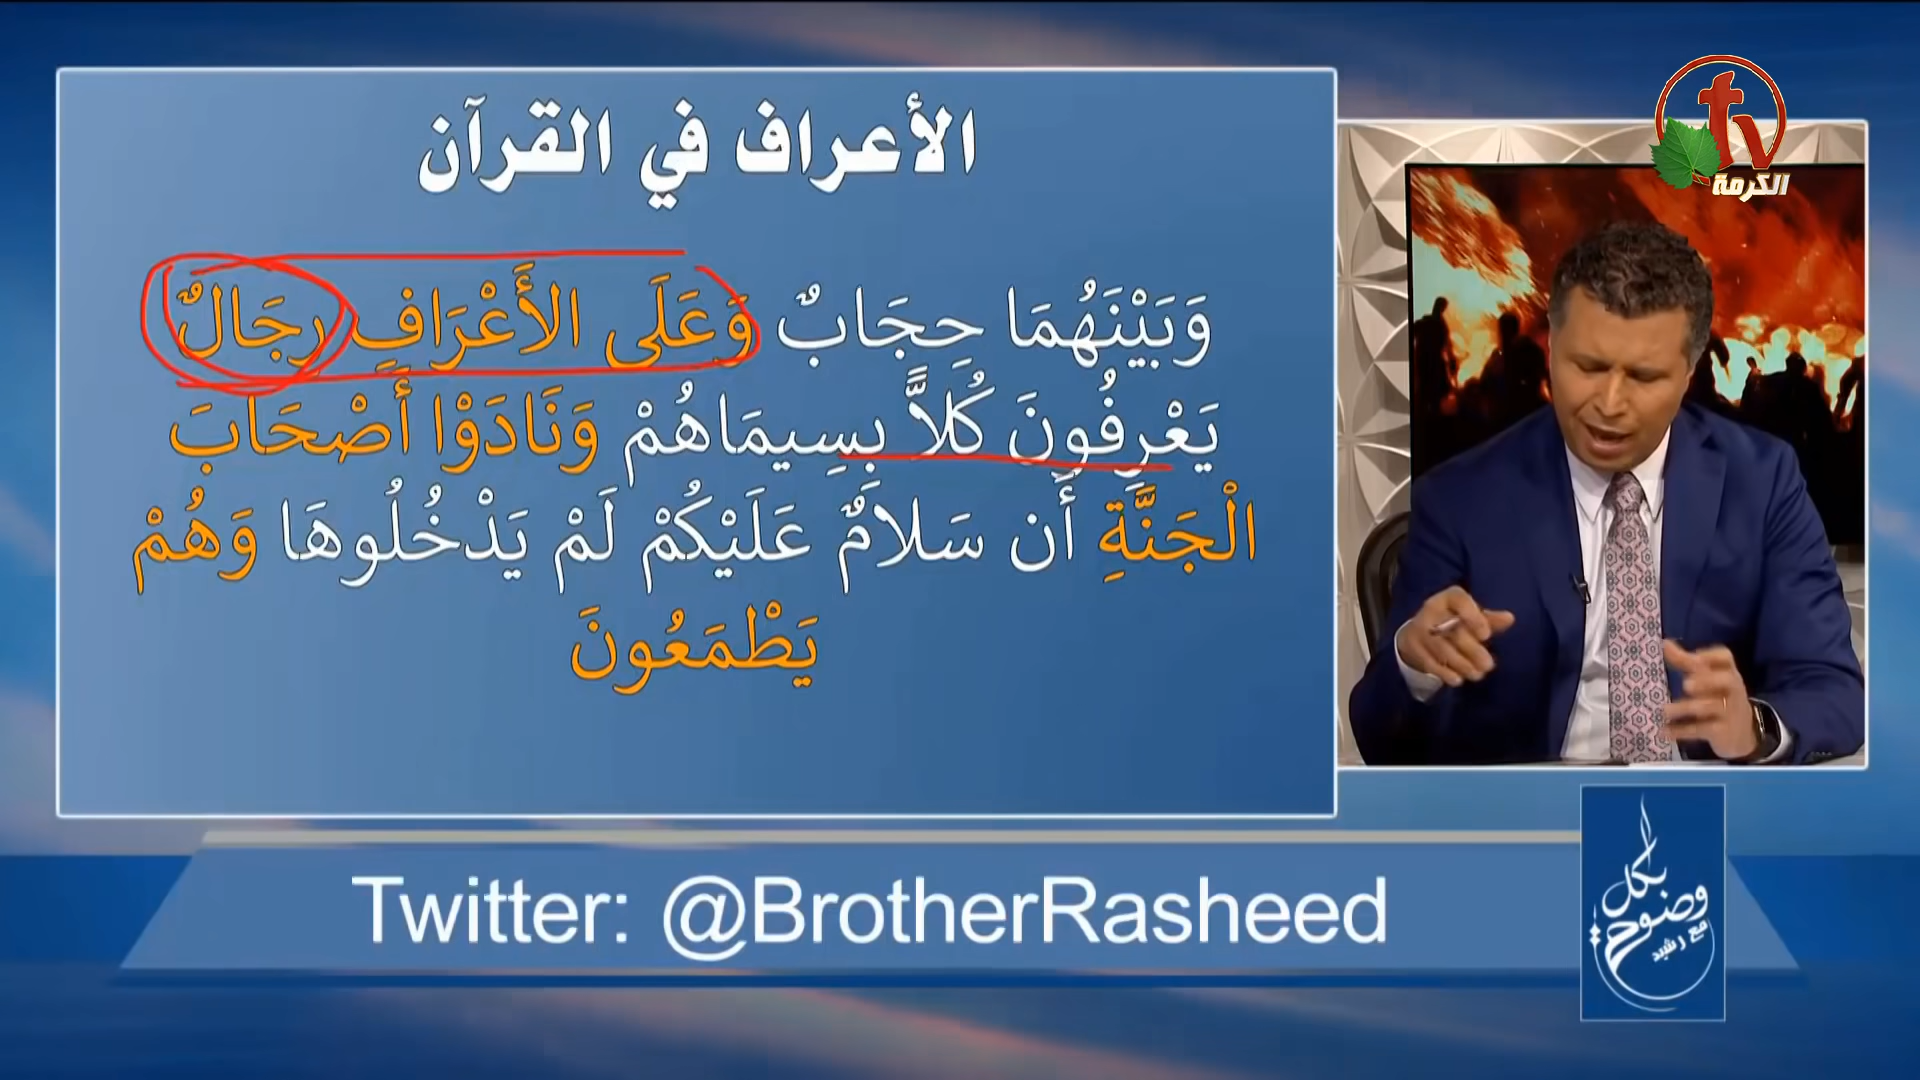 الأعراف في القرآن
وَبَيْنَهُمَا حِجَابٌ وَعَلَى الأَعْرَافِ رِجَالٌ
يَعْرِفُونَ كُلاًّ بِسِيمَاهُمْ وَنَادَوْا أَصْحَابَ
الْجَنَّةِ أَن سَلاَمٌ عَلَيْكُمْ لَمْ يَدْخُلُوهَا وَهُمْ
يَطْمَعُونَ
tv
الكرمة
Twitter: @BrotherRasheed
بكل
وضوح
مع رشيد